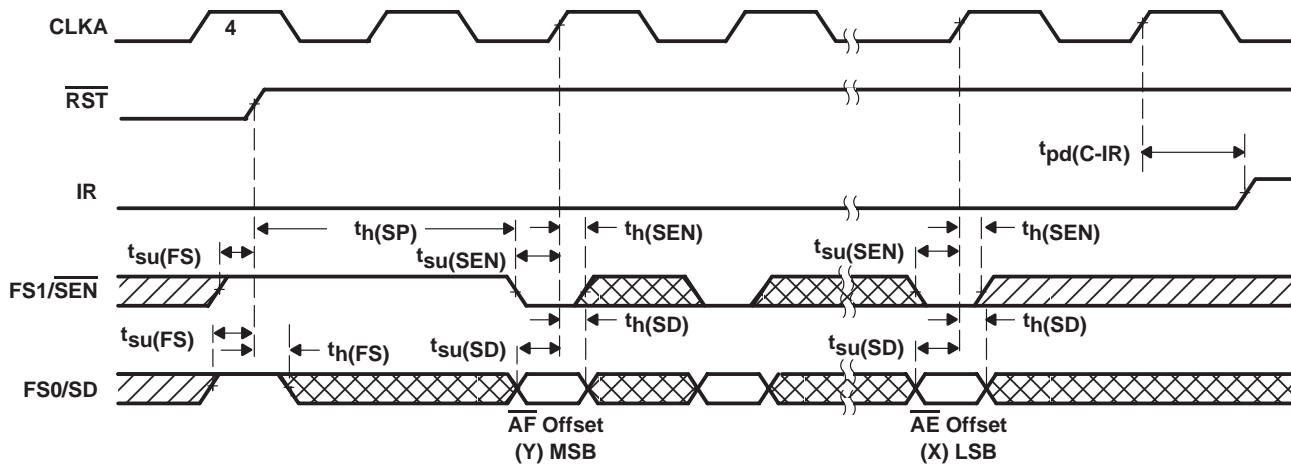 CLKA
4
RST
tpd(C-IR)
IR
th(SP)
th(SEN)
th(SEN)
tsu(FS)
tsu(SEN)
tsu(SEN)
FS1/SEN
th(SD)
th(SD)
tsu(FS)
th(FS)
tsu(SD)
tsu(SD)
FS0/SD
AF Offset
(Y) MSB
AE Offset
(X) LSB